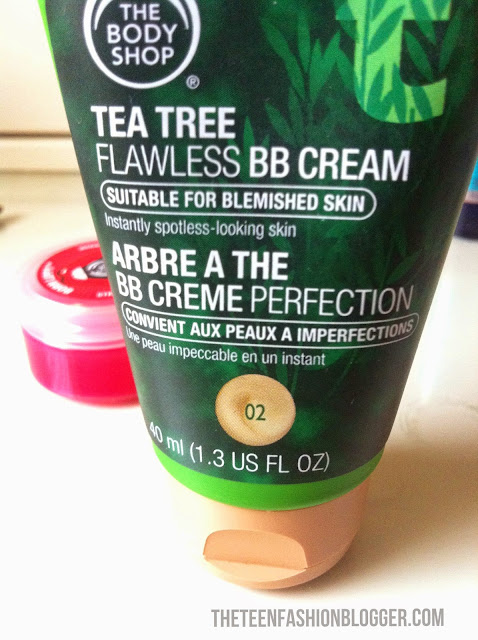 THE
BODY
SHOP
®
t
TEA TREE
FLAWLESS BB CREAM
SUITABLE FOR BLEMISHED SKIN
Instantly spotless-looking skin
ARBRE A THE
BB CREME PERFECTION
CONVIENT AUX PEAUX A IMPERFECTIONS
Une peau impeccable en un instant
02
40 ml (1.3 US FL OZ)
THETEENFASHIONBLOGGER.COM